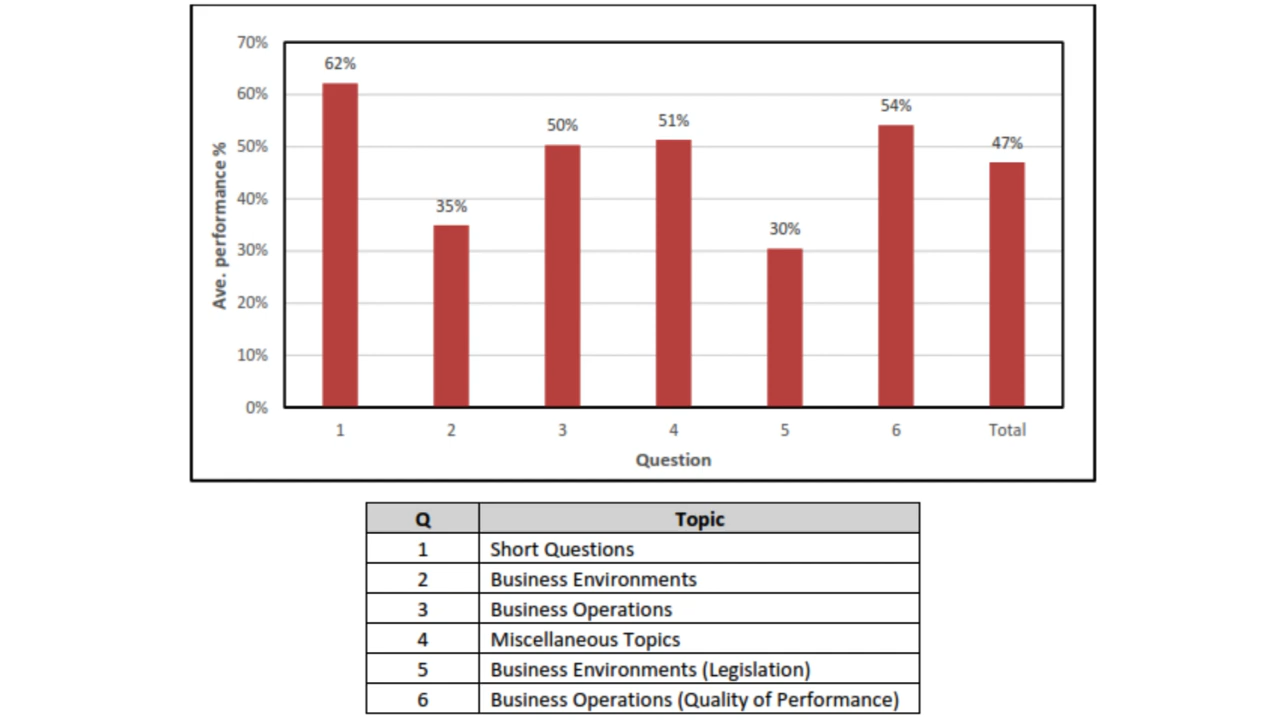 70%
62%
60%
54%
51%
50%
50%
47%
40%
35%
30%
30%
20%
10%
0%
Ave. performance %
1 2 3 4 5 6 Total
Question
Q Topic
1 Short Questions
2 Business Environments
3 Business Operations
4 Miscellaneous Topics
5 Business Environments (Legislation)
6 Business Operations (Quality of Performance)